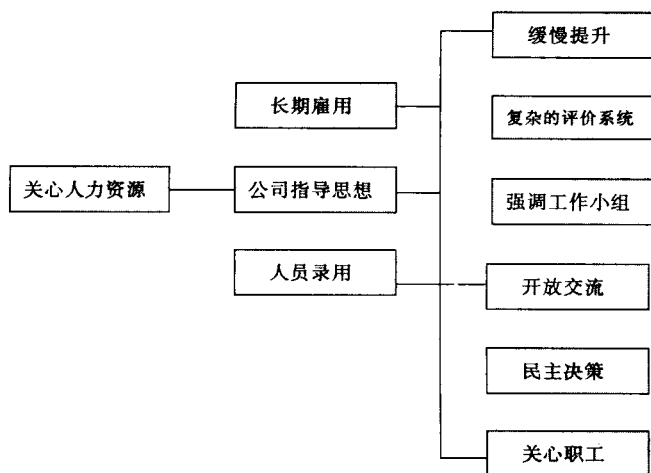 关心人力资源
长期雇用
公司指导思想
人员录用
缓慢提升
复杂的评价系统
强调工作小组
开放交流
民主决策
关心职工